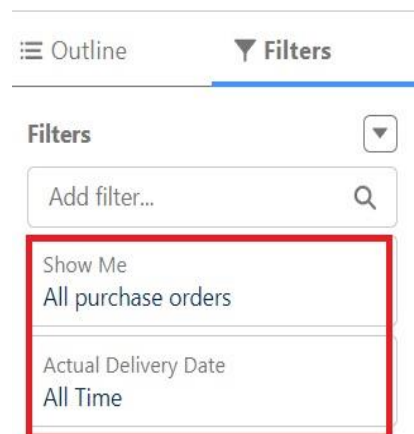 Outline Filters
Filters
Add filter...
Show Me
All purchase orders
Actual Delivery Date
All Time